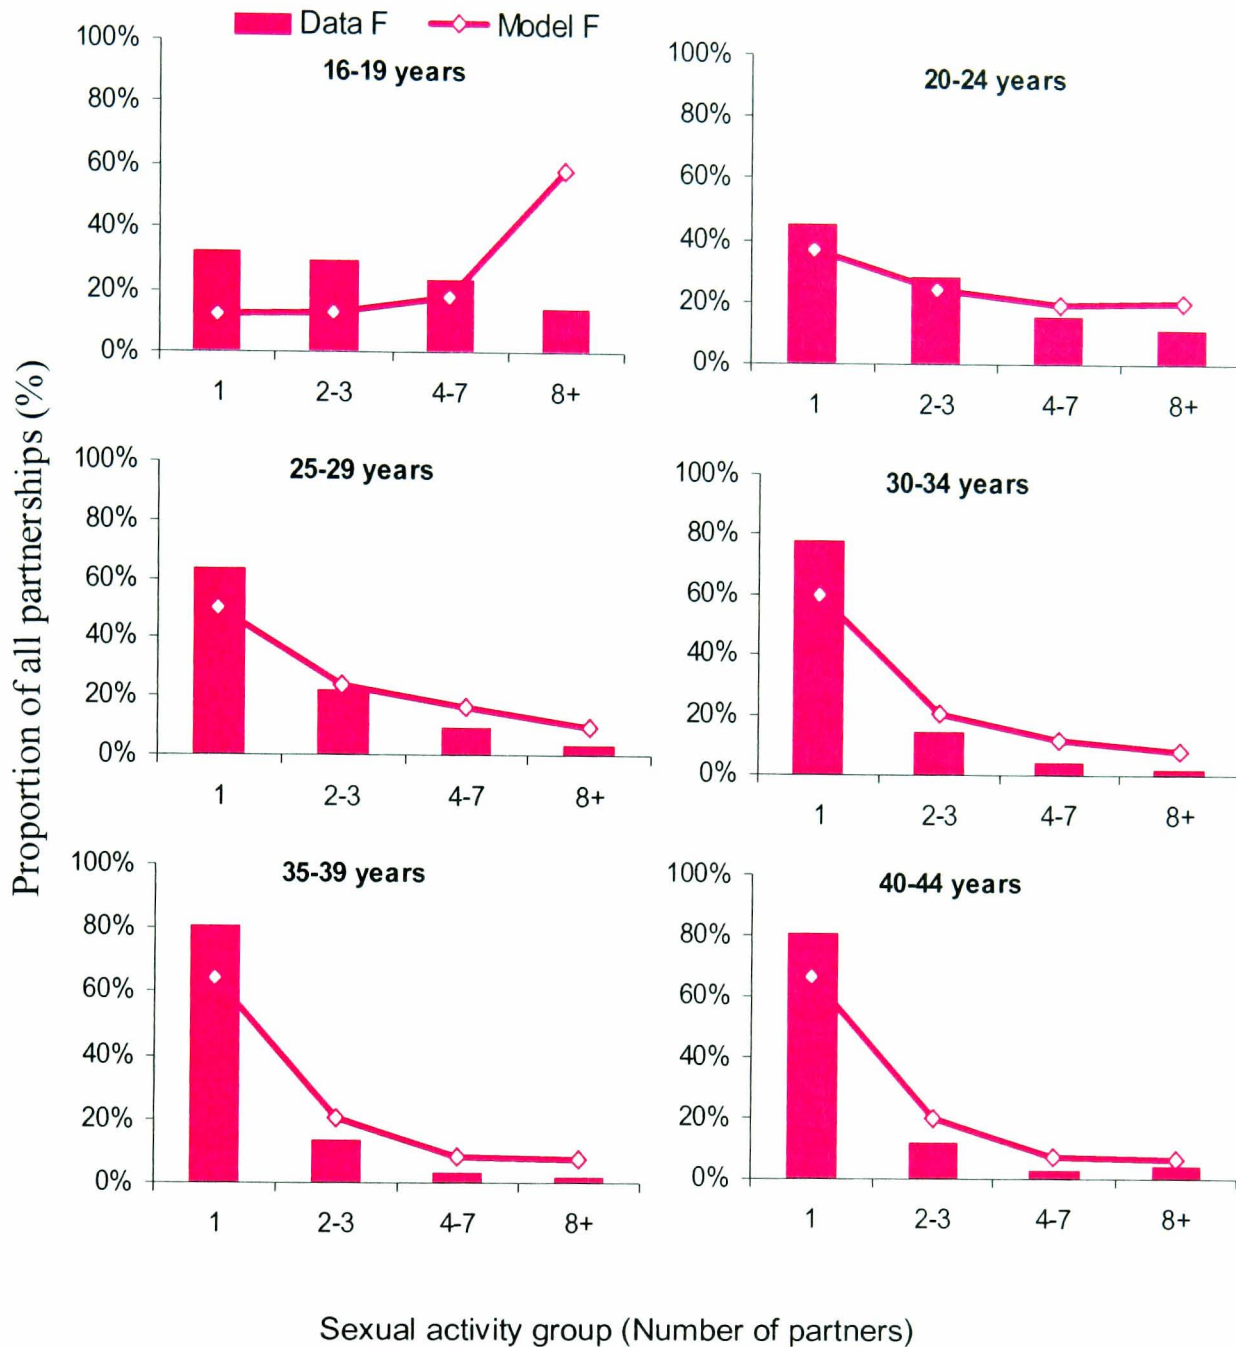 Data F Model F
Proportion of all partnerships (%)
16-19 years
100%
80%
60%
40%
20%
0%
1 2-3 4-7 8+
20-24 years
100%
80%
60%
40%
20%
0%
1 2-3 4-7 8+
25-29 years
100%
80%
60%
40%
20%
0%
1 2-3 4-7 8+
30-34 years
100%
80%
60%
40%
20%
0%
1 2-3 4-7 8+
35-39 years
100%
80%
60%
40%
20%
0%
1 2-3 4-7 8+
40-44 years
100%
80%
60%
40%
20%
0%
1 2-3 4-7 8+
Sexual activity group (Number of partners)